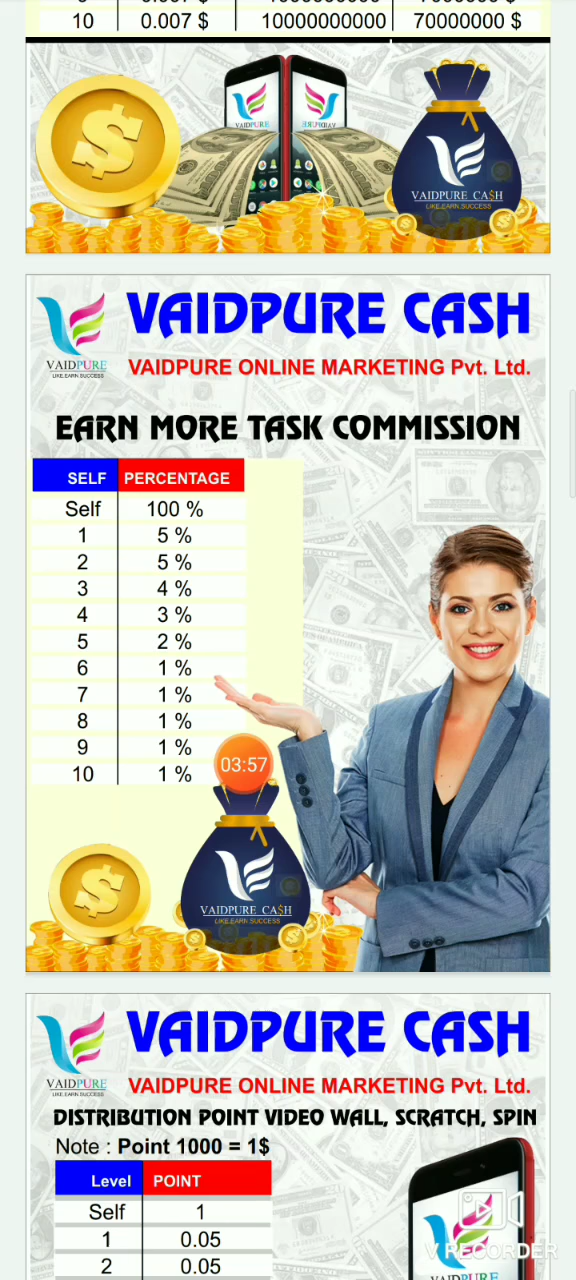 10 0.007 $ 10000000000 70000000 $
VAIDPURE
VAIDPURE CA$H
LIKE.EARN.SUCCESS
VAIDPURE CASH
VAIDPURE
LIKE.EARN SUCCESS
VAIDPURE ONLINE MARKETING Pvt. Ltd.
EARN MORE TASK COMMISSION
SELF PERCENTAGE
Self 100 %
1 5 %
2 5 %
3 4 %
4 3 %
5 2 %
6 1 %
7 1 %
8 1 %
9 1 %
10 1 %
03:57
VAIDPURE CA$H
LIKE.EARN SUCCESS
VAIDPURE CASH
VAIDPURE
LIKE.EARN SUCCESS
VAIDPURE ONLINE MARKETING Pvt. Ltd.
DISTRIBUTION POINT VIDEO WALL, SCRATCH, SPIN
Note : Point 1000 = 1$
Level POINT
Self 1
1 0.05
2 0.05
V RECORDER